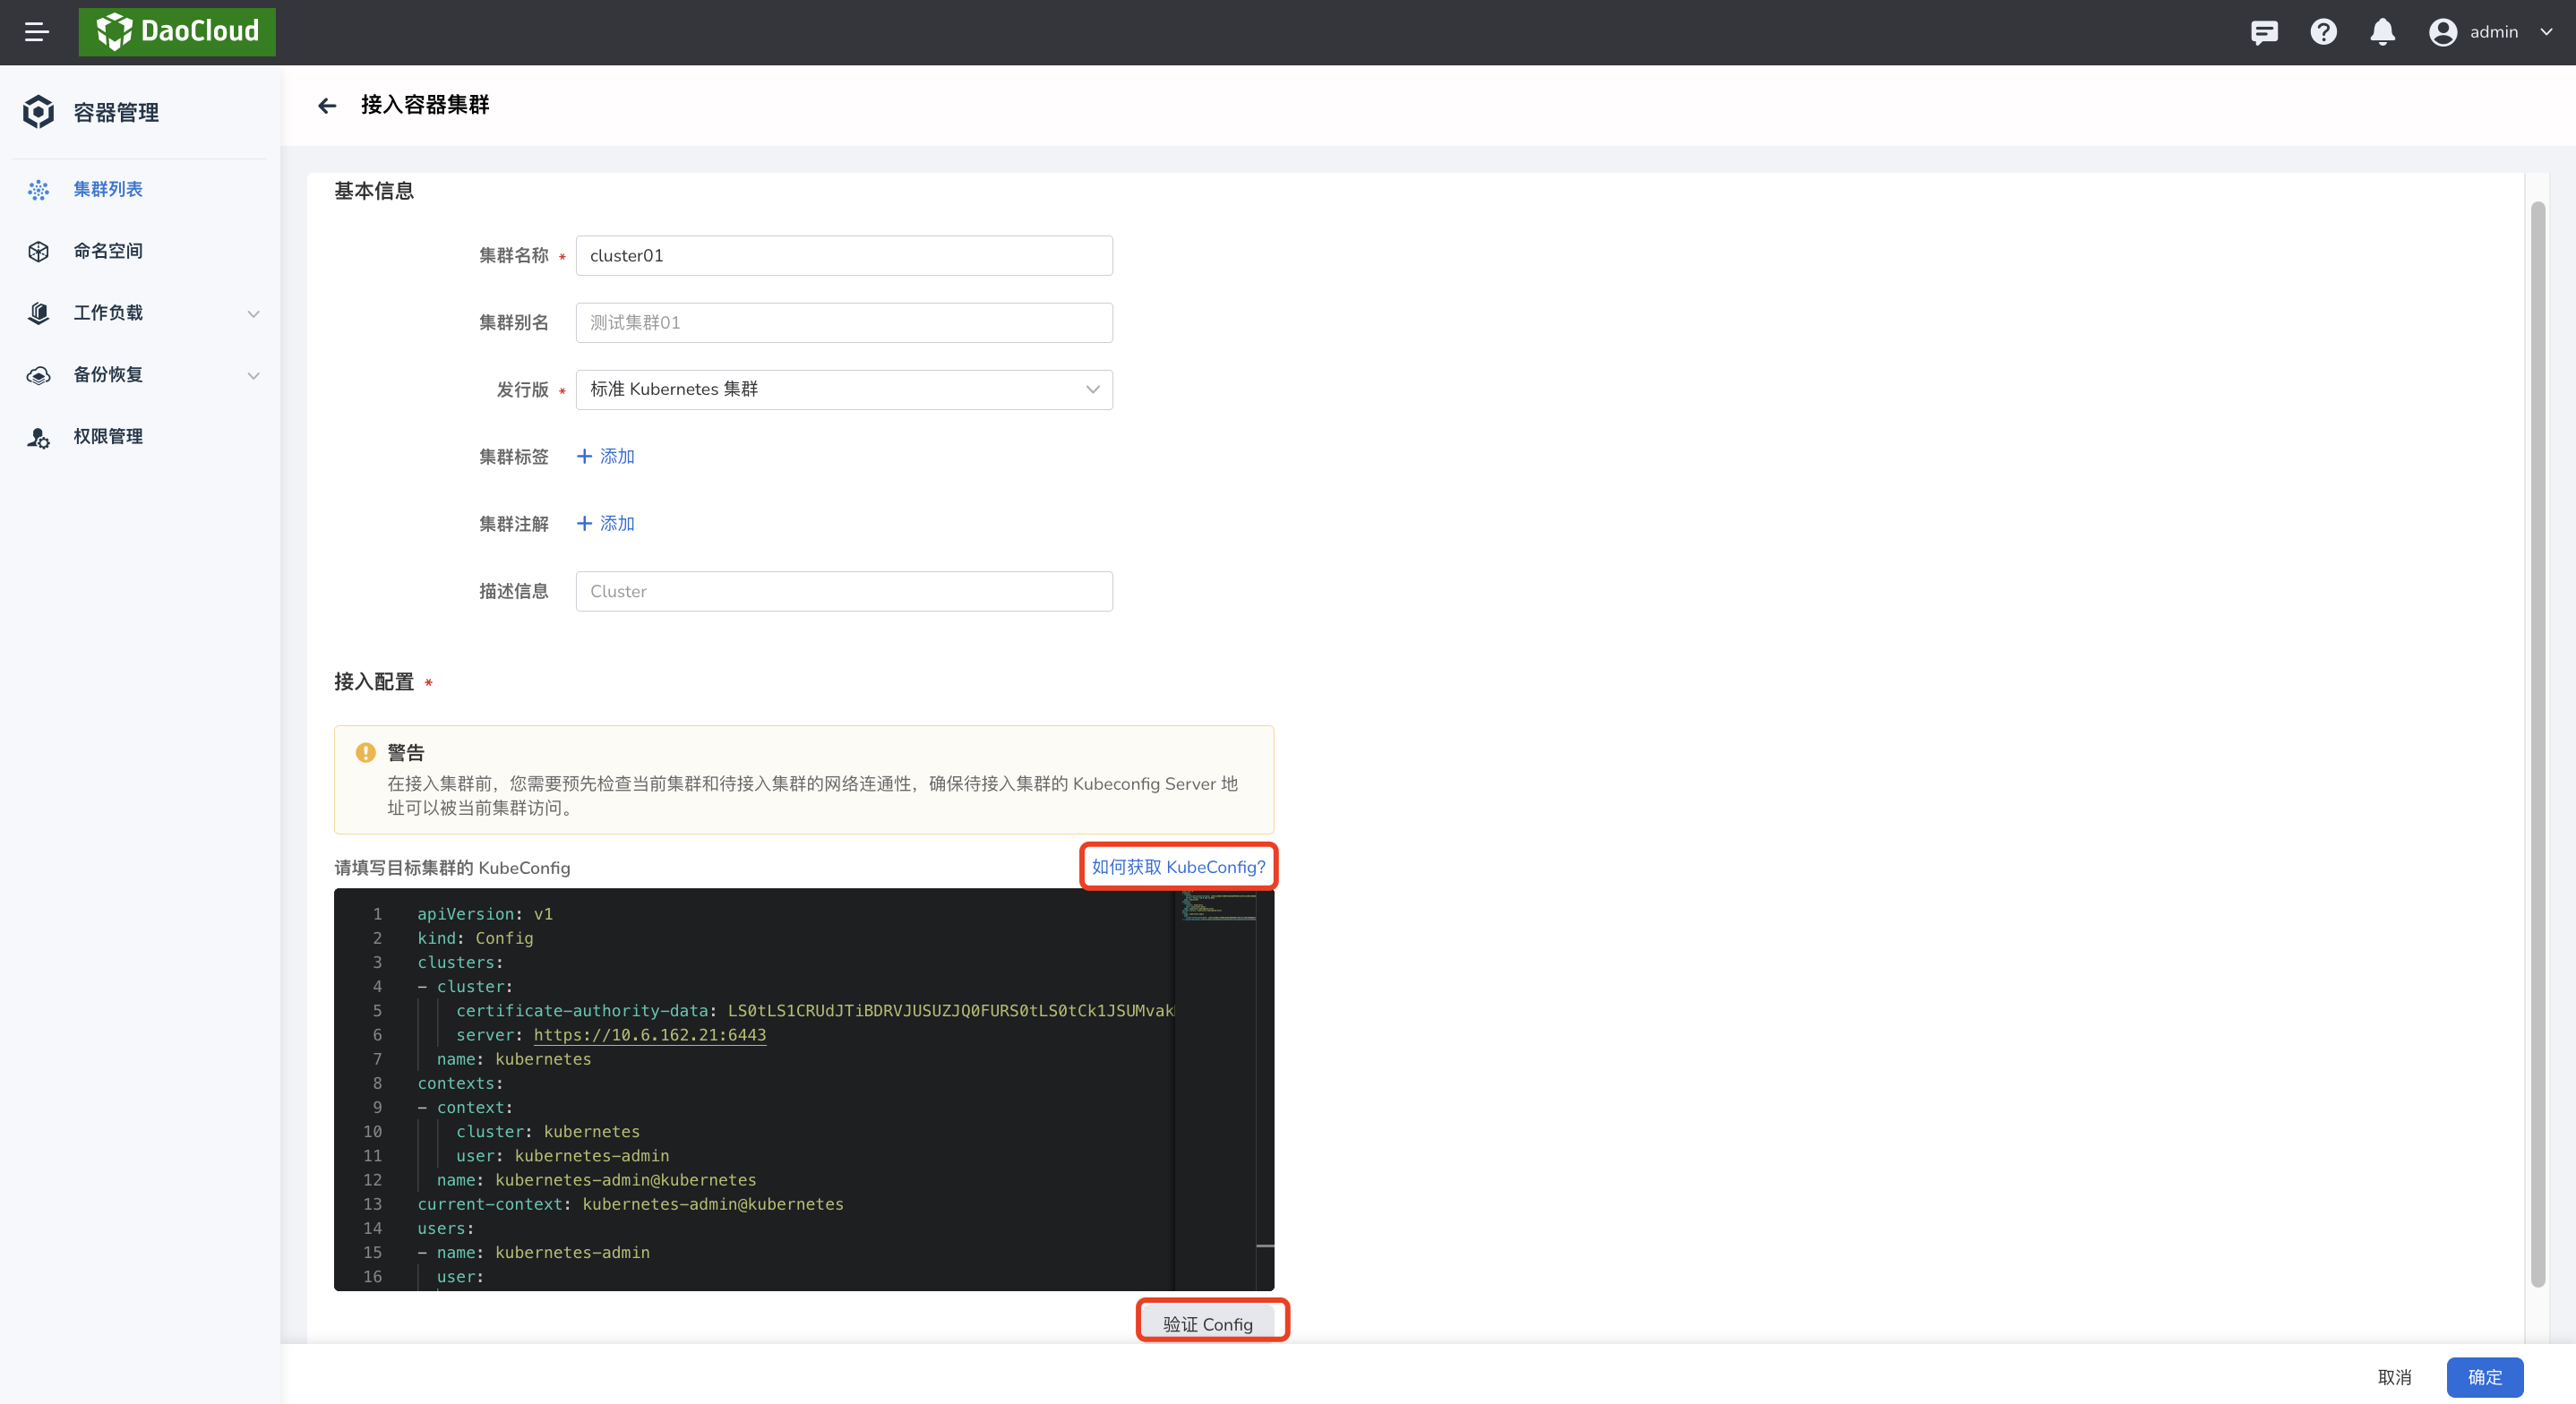 DaoCloud
admin
容器管理
接入容器集群
集群列表
命名空间
工作负载
备份恢复
权限管理
基本信息
集群名称 *
cluster01
集群别名
测试集群01
发行版 *
标准 Kubernetes 集群
集群标签
+ 添加
集群注解
+ 添加
描述信息
Cluster
接入配置 *
警告
在接入集群前，您需要预先检查当前集群和待接入集群的网络连通性，确保待接入集群的 Kubeconfig Server 地
址可以被当前集群访问。
请填写目标集群的 KubeConfig
如何获取 KubeConfig?
1 apiVersion: v1
2 kind: Config
3 clusters:
4 - cluster:
5 certificate-authority-data: LS0tLS1CRUdJTiBDRVJUSUZJQ0FURS0tLS0tCk1JSUMvak
6 server: https://10.6.162.21:6443
7 name: kubernetes
8 contexts:
9 - context:
10 cluster: kubernetes
11 user: kubernetes-admin
12 name: kubernetes-admin@kubernetes
13 current-context: kubernetes-admin@kubernetes
14 users:
15 - name: kubernetes-admin
16 user:
验证 Config
取消
确定